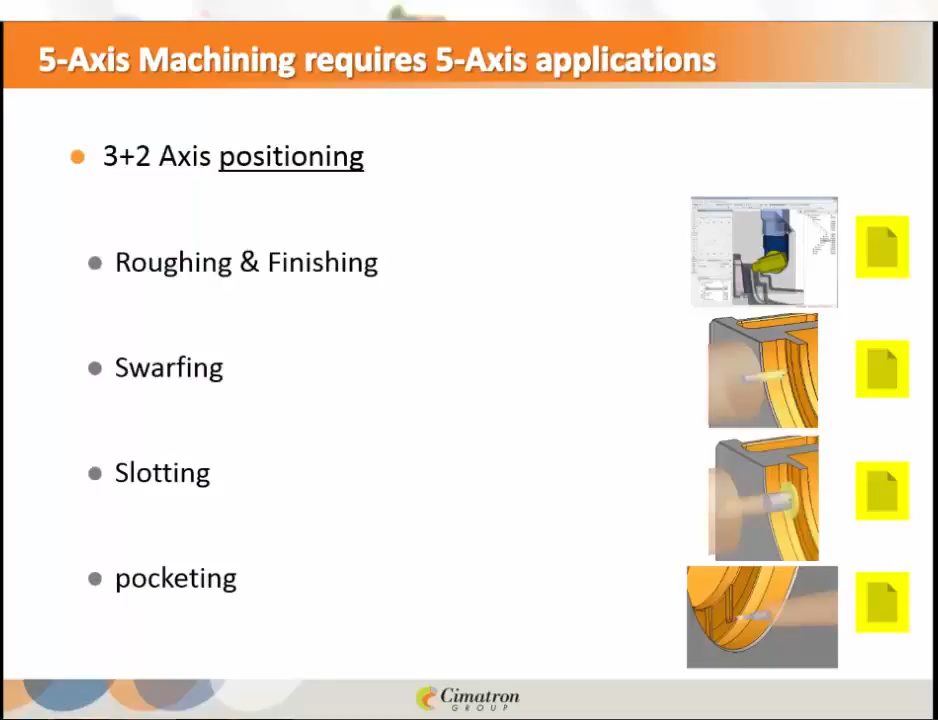 5-Axis Machining requires 5-Axis applications
3+2 Axis positioning
Roughing & Finishing
Swarfing
Slotting
pocketing
Cimatron
GROUP